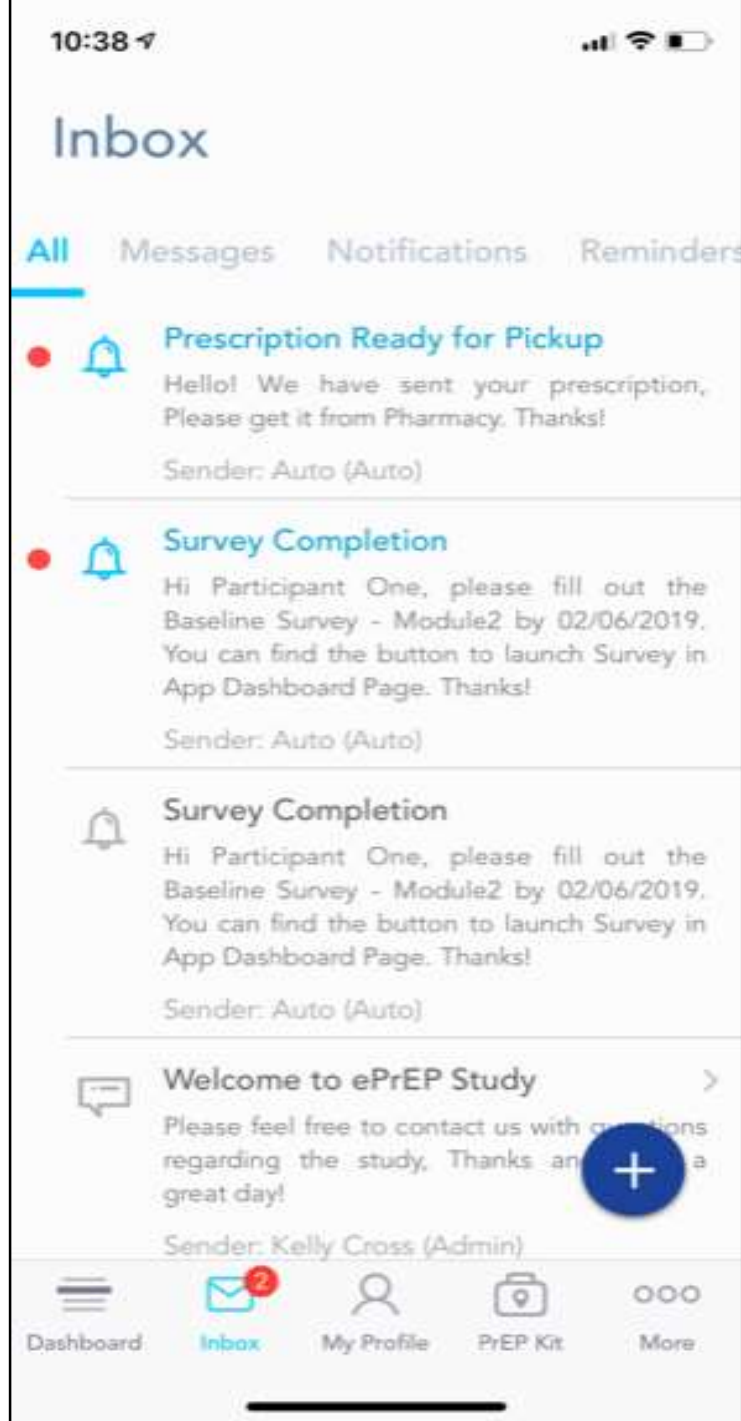 10:38
Inbox
All Messages Notifications Reminders
Prescription Ready for Pickup
Hello! We have sent your prescription,
Please get it from Pharmacy. Thanks!
Sender: Auto (Auto)
Survey Completion
Hi Participant One, please fill out the
Baseline Survey - Module2 by 02/06/2019.
You can find the button to launch Survey in
App Dashboard Page. Thanks!
Sender: Auto (Auto)
Survey Completion
Hi Participant One, please fill out the
Baseline Survey - Module2 by 02/06/2019.
You can find the button to launch Survey in
App Dashboard Page. Thanks!
Sender: Auto (Auto)
Welcome to ePrEP Study
Please feel free to contact us with
regarding the study, Thanks a
great day!
Sender: Kelly Cross (Admin)
2
Dashboard Inbox My Profile PrEP Kit More